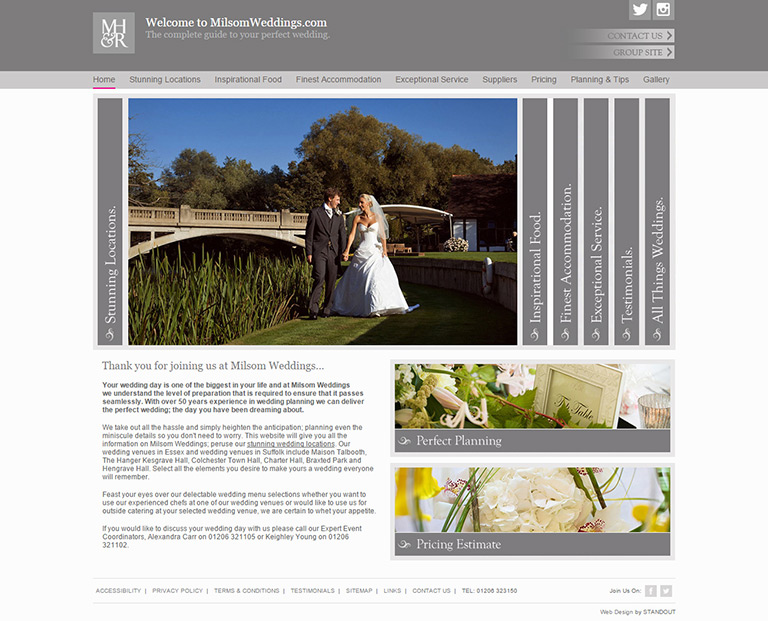 MH
&R
Welcome to MilsomWeddings.com
The complete guide to your perfect wedding.
CONTACT US
GROUP SITE
Home Stunning Locations Inspirational Food Finest Accommodation Exceptional Service Suppliers Pricing Planning & Tips Gallery
Stunning Locations.
Inspirational Food.
Finest Accommodation.
Exceptional Service.
Testimonials.
All Things Weddings.
Thank you for joining us at Milsom Weddings...
Your wedding day is one of the biggest in your life and at Milsom Weddings
we understand the level of preparation that is required to ensure that it passes
seamlessly. With over 50 years experience in wedding planning we can deliver
the perfect wedding; the day you have been dreaming about.
We take out all the hassle and simply heighten the anticipation; planning even the
miniscule details so you don't need to worry. This website will give you all the
information on Milsom Weddings; peruse our stunning wedding locations. Our
wedding venues in Essex and wedding venues in Suffolk include Maison Talbooth,
The Hanger Kesgrave Hall, Colchester Town Hall, Charter Hall, Braxted Park and
Hengrave Hall. Select all the elements you desire to make yours a wedding everyone
will remember.
Feast your eyes over our delectable wedding menu selections whether you want to
use our experienced chefs at one of our wedding venues or would like to use us for
outside catering at your selected wedding venue, we are certain to whet your appetite.
If you would like to discuss your wedding day with us please call our Expert Event
Coordinators, Alexandra Carr on 01206 321105 or Keighley Young on 01206
321102.
Top Table
Perfect Planning
Pricing Estimate
ACCESSIBILITY | PRIVACY POLICY | TERMS & CONDITIONS | TESTIMONIALS | SITEMAP | LINKS | CONTACT US | TEL: 01206 323150
Join Us On:
Web Design by STANDOUT